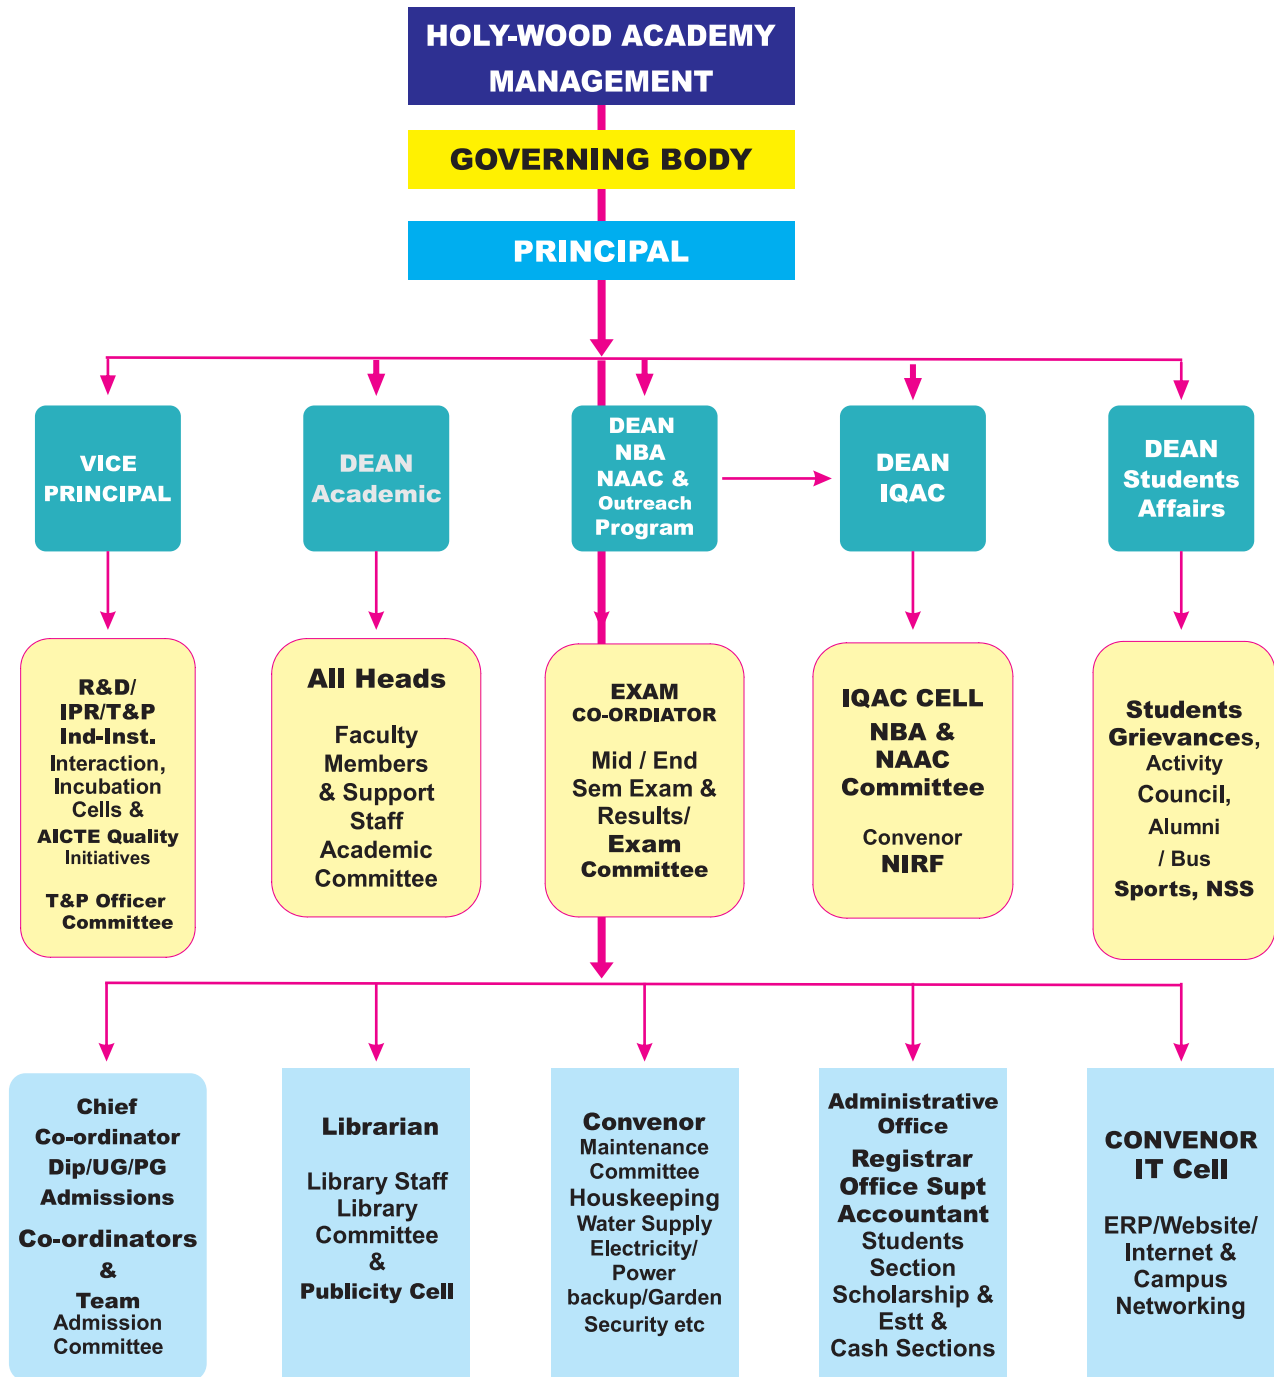 HOLY-WOOD ACADEMY
MANAGEMENT
GOVERNING BODY
PRINCIPAL
VICE
PRINCIPAL
DEAN
Academic
DEAN
NBA
NAAC &
Outreach
Program
DEAN
IQAC
DEAN
Students
Affairs
R&D/
IPR/T&P
Ind-Inst.
Interaction,
Incubation
Cells &
AICTE Quality
Initiatives
T&P Officer
Committee
All Heads
Faculty
Members
& Support
Staff
Academic
Committee
EXAM
CO-ORDIATOR
Mid / End
Sem Exam &
Results/
Exam
Committee
IQAC CELL
NBA &
NAAC
Committee
Convenor
NIRF
Students
Grievances,
Activity
Council,
Alumni
/ Bus
Sports, NSS
Chief
Co-ordinator
Dip/UG/PG
Admissions
Co-ordinators
&
Team
Admission
Committee
Librarian
Library Staff
Library
Committee
&
Publicity Cell
Convenor
Maintenance
Committee
Houskeeping
Water Supply
Electricity/
Power
backup/Garden
Security etc
Administrative
Office
Registrar
Office Supt
Accountant
Students
Section
Scholarship &
Estt &
Cash Sections
CONVENOR
IT Cell
ERP/Website/
Internet &
Campus
Networking